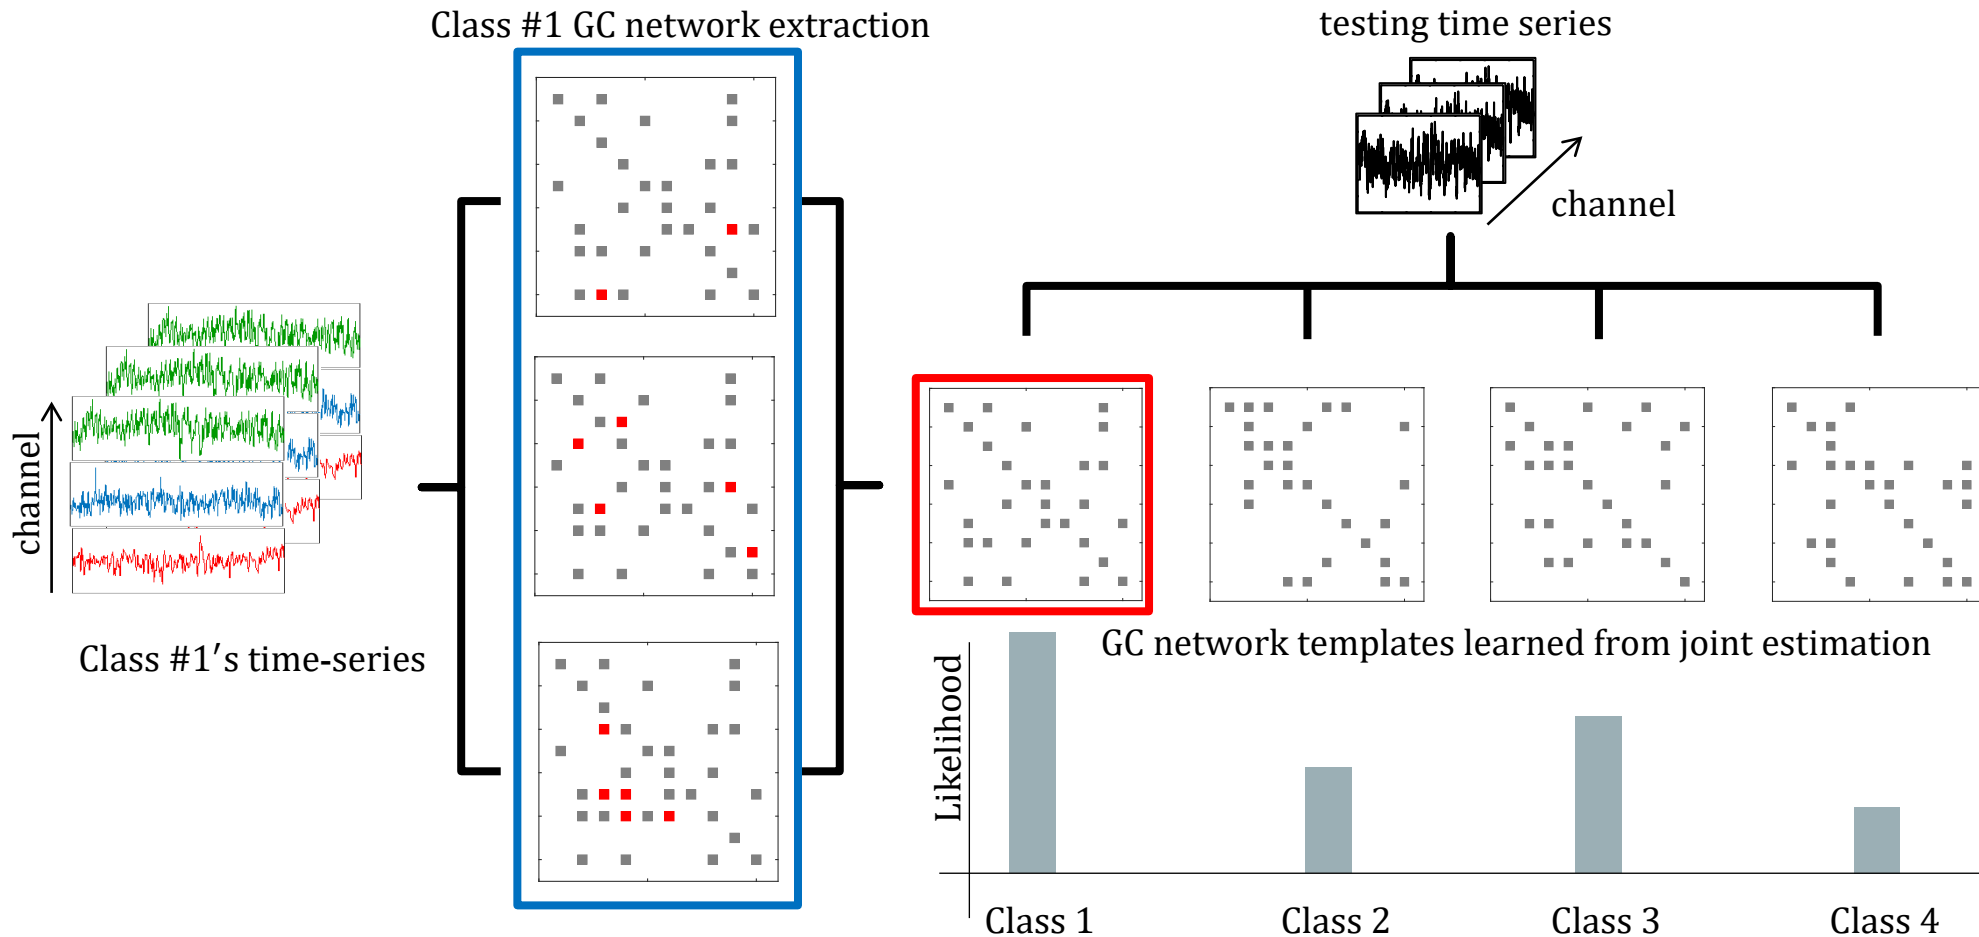 Class #1 GC network extraction
testing time series
channel
channel
Class #1′s time-series
GC network templates learned from joint estimation
Likelihood
Class 1
Class 2
Class 3
Class 4